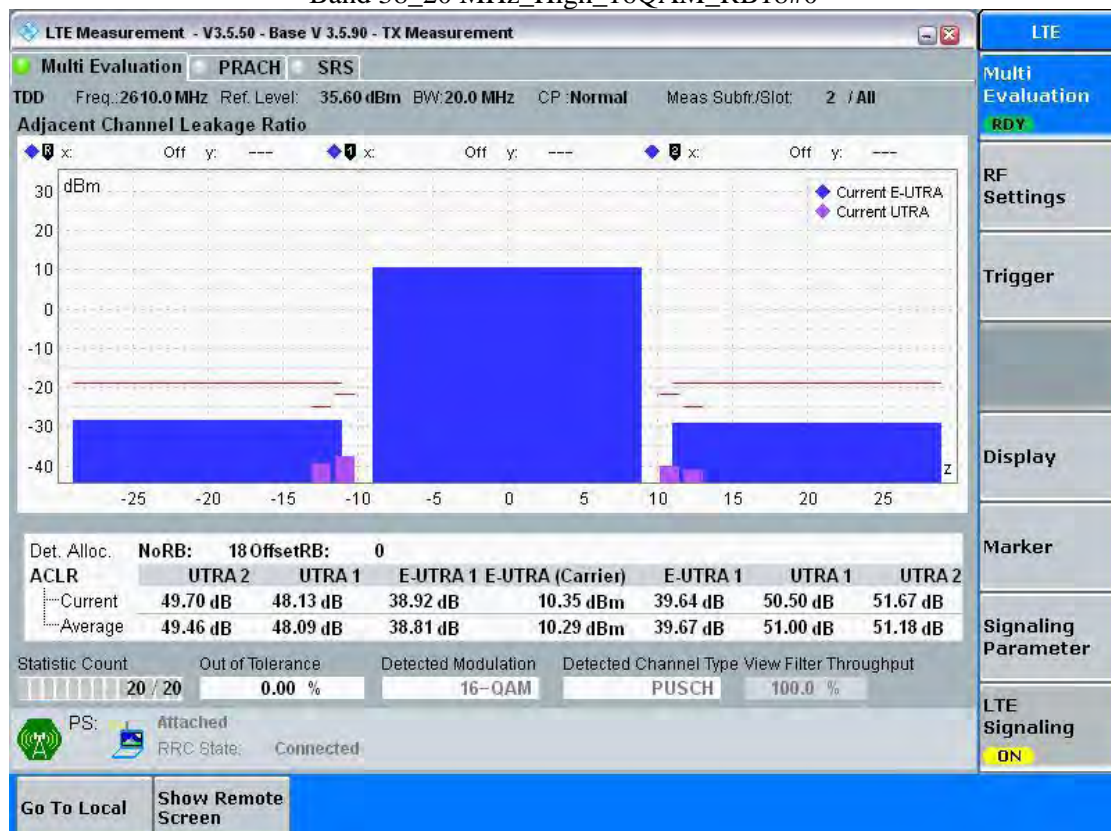 LTE Measurement - V3.5.50 - Base V 3.5.90 - TX Measurement
LTE
Multi Evaluation PRACH SRS
TDD Freq.:2610.0 MHz Ref. Level: 35.60 dBm BW:20.0 MHz CP :Normal Meas Subfr./Slot: 2 / All
Adjacent Channel Leakage Ratio
R x: Off y: --- 1 x: Off y: --- 2 x: Off y: ---
dBm
Current E-UTRA
Current UTRA
30
20
10
0
-10
-20
-30
-40
z
-25 -20 -15 -10 -5 0 5 10 15 20 25
Det. Alloc. NoRB: 18 OffsetRB: 0
ACLR UTRA 2 UTRA 1 E-UTRA 1 E-UTRA (Carrier) E-UTRA 1 UTRA 1 UTRA 2
Current 49.70 dB 48.13 dB 38.92 dB 10.35 dBm 39.64 dB 50.50 dB 51.67 dB
Average 49.46 dB 48.09 dB 38.81 dB 10.29 dBm 39.67 dB 51.00 dB 51.18 dB
Statistic Count Out of Tolerance Detected Modulation Detected Channel Type View Filter Throughput
20 / 20 0.00 % 16-QAM PUSCH 100.0 %
PS: Attached
RRC State: Connected
Multi
Evaluation
RDY
RF
Settings
Trigger
Display
Marker
Signaling
Parameter
LTE
Signaling
ON
Go To Local
Show Remote
Screen